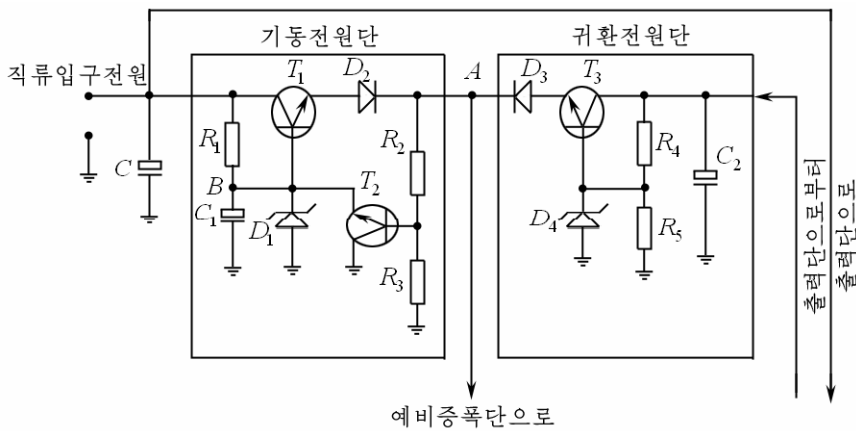 기동전원단
귀환전원단
직류입구전원
T₁
D₂
A
D₃
T₃
R₁
R₂
R₄
C₂
C
B
T₂
C₁
D₁
D₄
R₅
R₃
출력단으로부터
출력단으로
예비증폭단으로